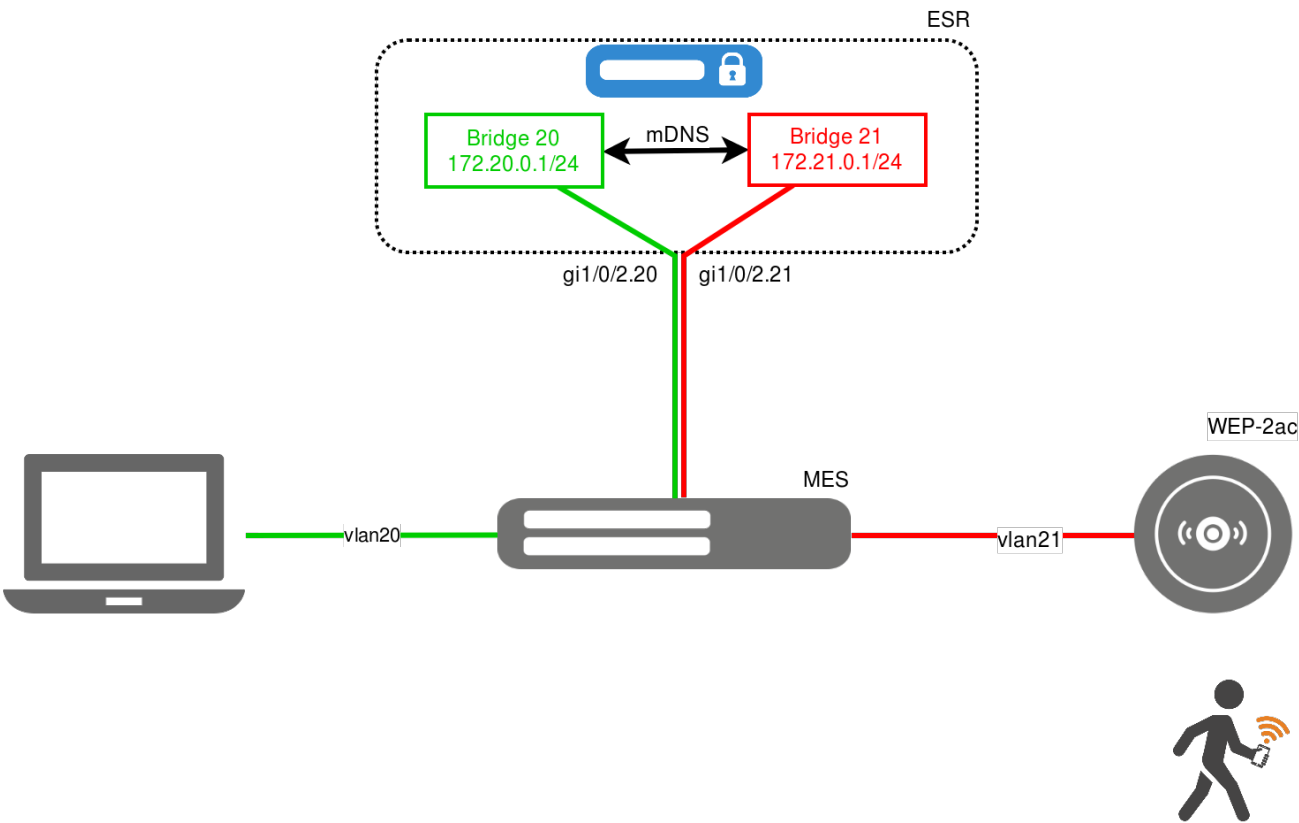 ESR
Bridge 20
172.20.0.1/24
mDNS
Bridge 21
172.21.0.1/24
gi1/0/2.20
gi1/0/2.21
WEP-2ac
MES
vlan20
vlan21